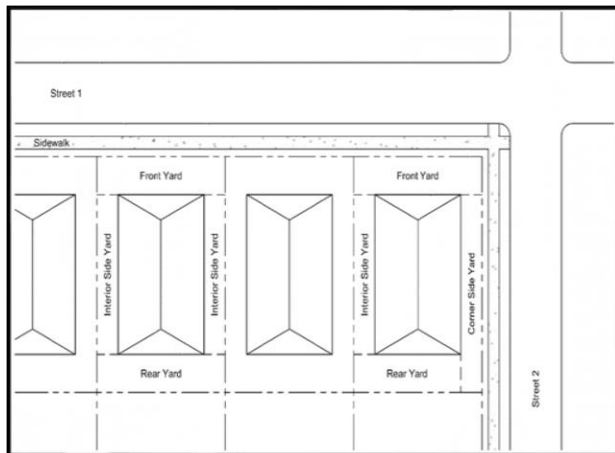 Street 1
Sidewalk
Front Yard
Front Yard
Interior Side Yard
Interior Side Yard
Interior Side Yard
Corner Side Yard
Rear Yard
Rear Yard
Street 2